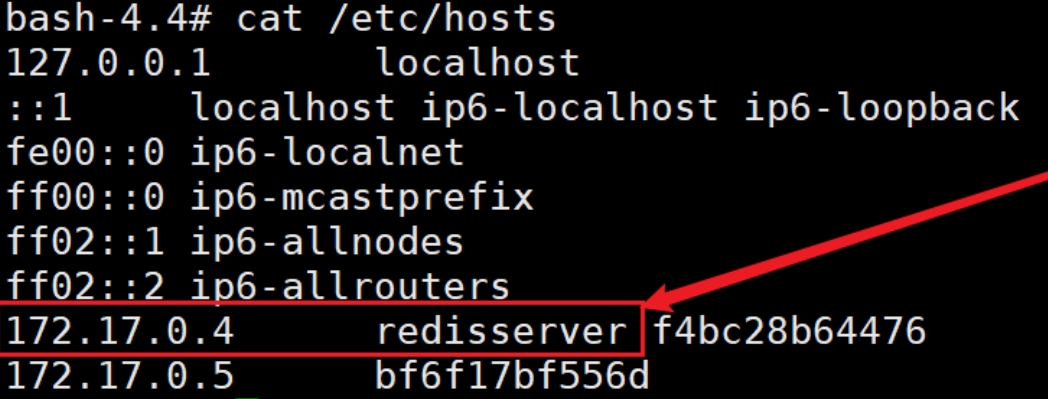 bash-4.4# cat /etc/hosts
127.0.0.1       localhost
::1     localhost ip6-localhost ip6-loopback
fe00::0 ip6-localnet
ff00::0 ip6-mcastprefix
ff02::1 ip6-allnodes
ff02::2 ip6-allrouters
172.17.0.4      redisserver f4bc28b64476
172.17.0.5      bf6f17bf556d